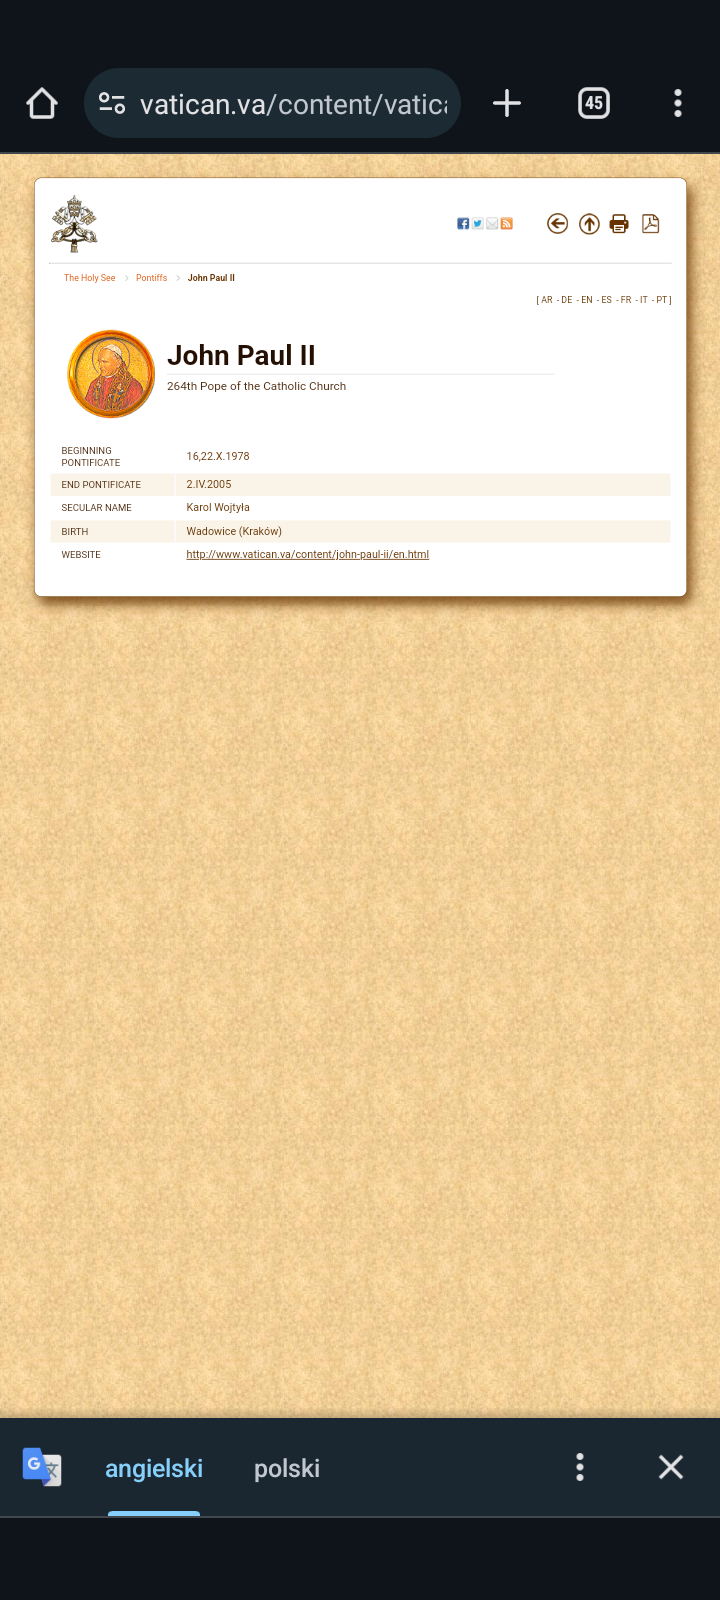 vatican.va/content/vatic
45
The Holy See > Pontiffs > John Paul II
[ AR - DE - EN - ES - FR - IT - PT ]
John Paul II
264th Pope of the Catholic Church
BEGINNING
PONTIFICATE
16,22.X.1978
END PONTIFICATE
2.IV.2005
SECULAR NAME
Karol Wojtyła
BIRTH
Wadowice (Kraków)
WEBSITE
http://www.vatican.va/content/john-paul-ii/en.html
angielski
polski